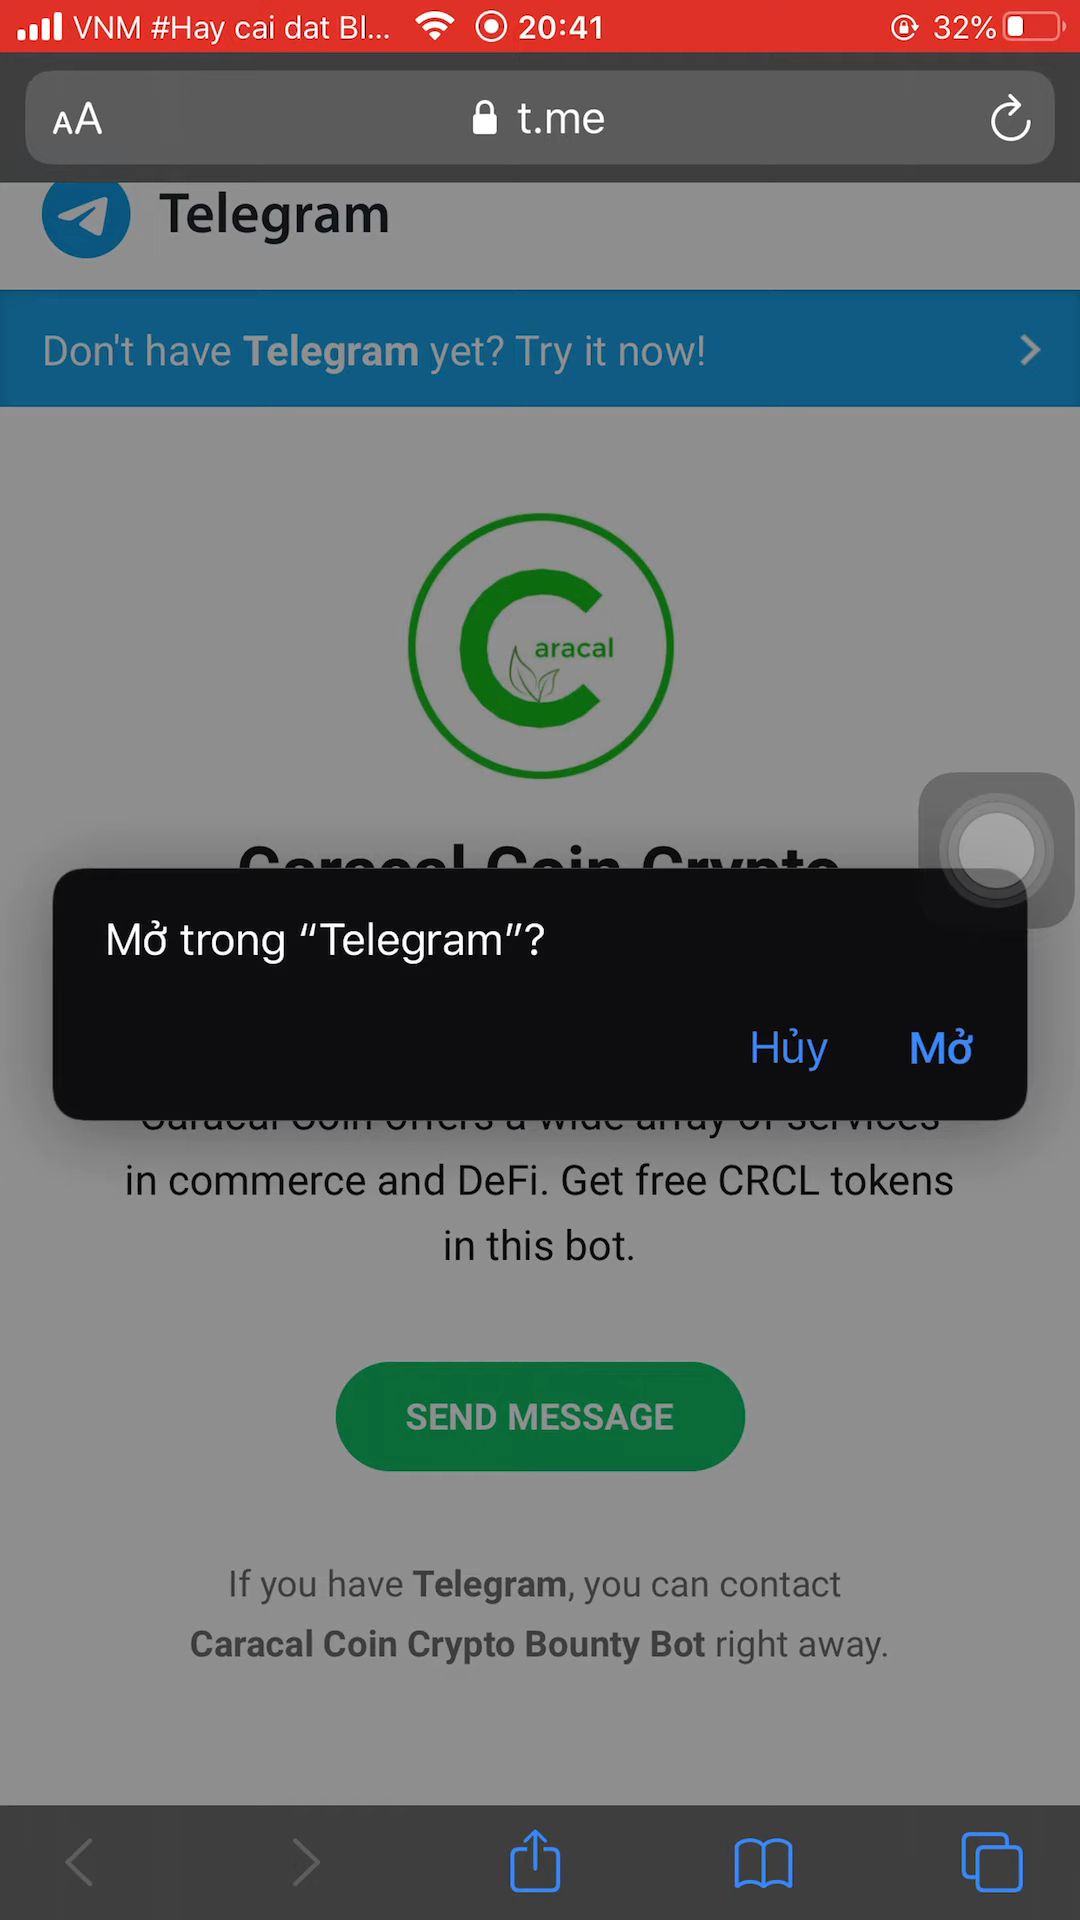 VNM #Hay cai dat Bl... 20:41 32%
AA t.me
Telegram
Don't have Telegram yet? Try it now!
aracal
Caracal Coin Crypto
Mở trong “Telegram”?
Hủy Mở
Caracal Coin offers a wide array of services
in commerce and DeFi. Get free CRCL tokens
in this bot.
SEND MESSAGE
If you have Telegram, you can contact
Caracal Coin Crypto Bounty Bot right away.